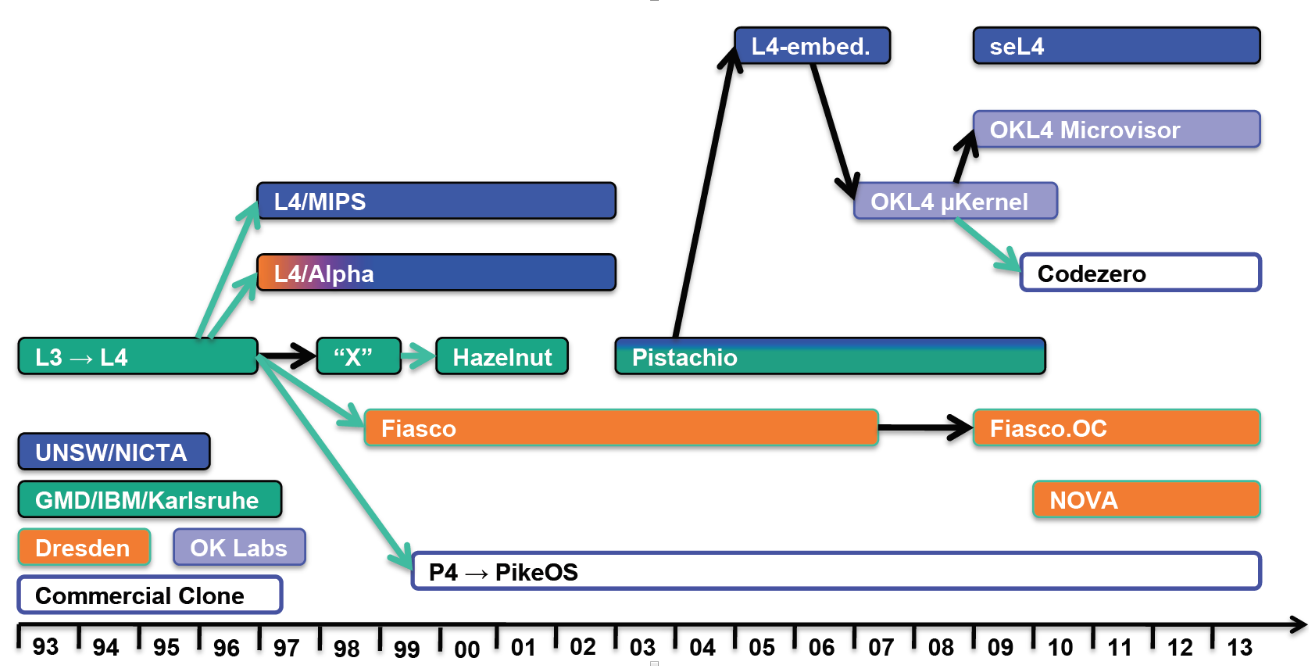 L4-embed.
seL4
OKL4 Microvisor
L4/MIPS
OKL4 µKernel
L4/Alpha
Codezero
L3 → L4
“X”
Hazelnut
Pistachio
Fiasco
Fiasco.OC
UNSW/NICTA
GMD/IBM/Karlsruhe
NOVA
Dresden
OK Labs
P4 → PikeOS
Commercial Clone
93 94 95 96 97 98 99 00 01 02 03 04 05 06 07 08 09 10 11 12 13